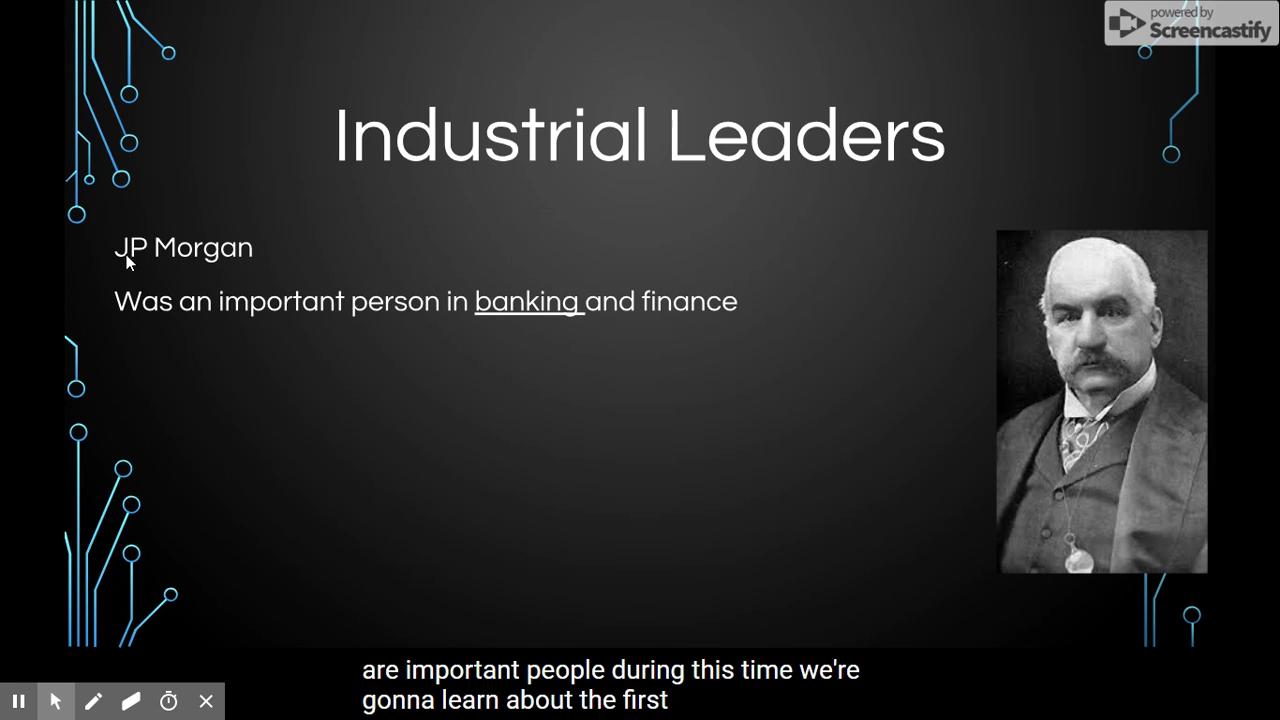 powered by
Screencastify
Industrial Leaders
JP Morgan
Was an important person in banking and finance
are important people during this time we're
gonna learn about the first